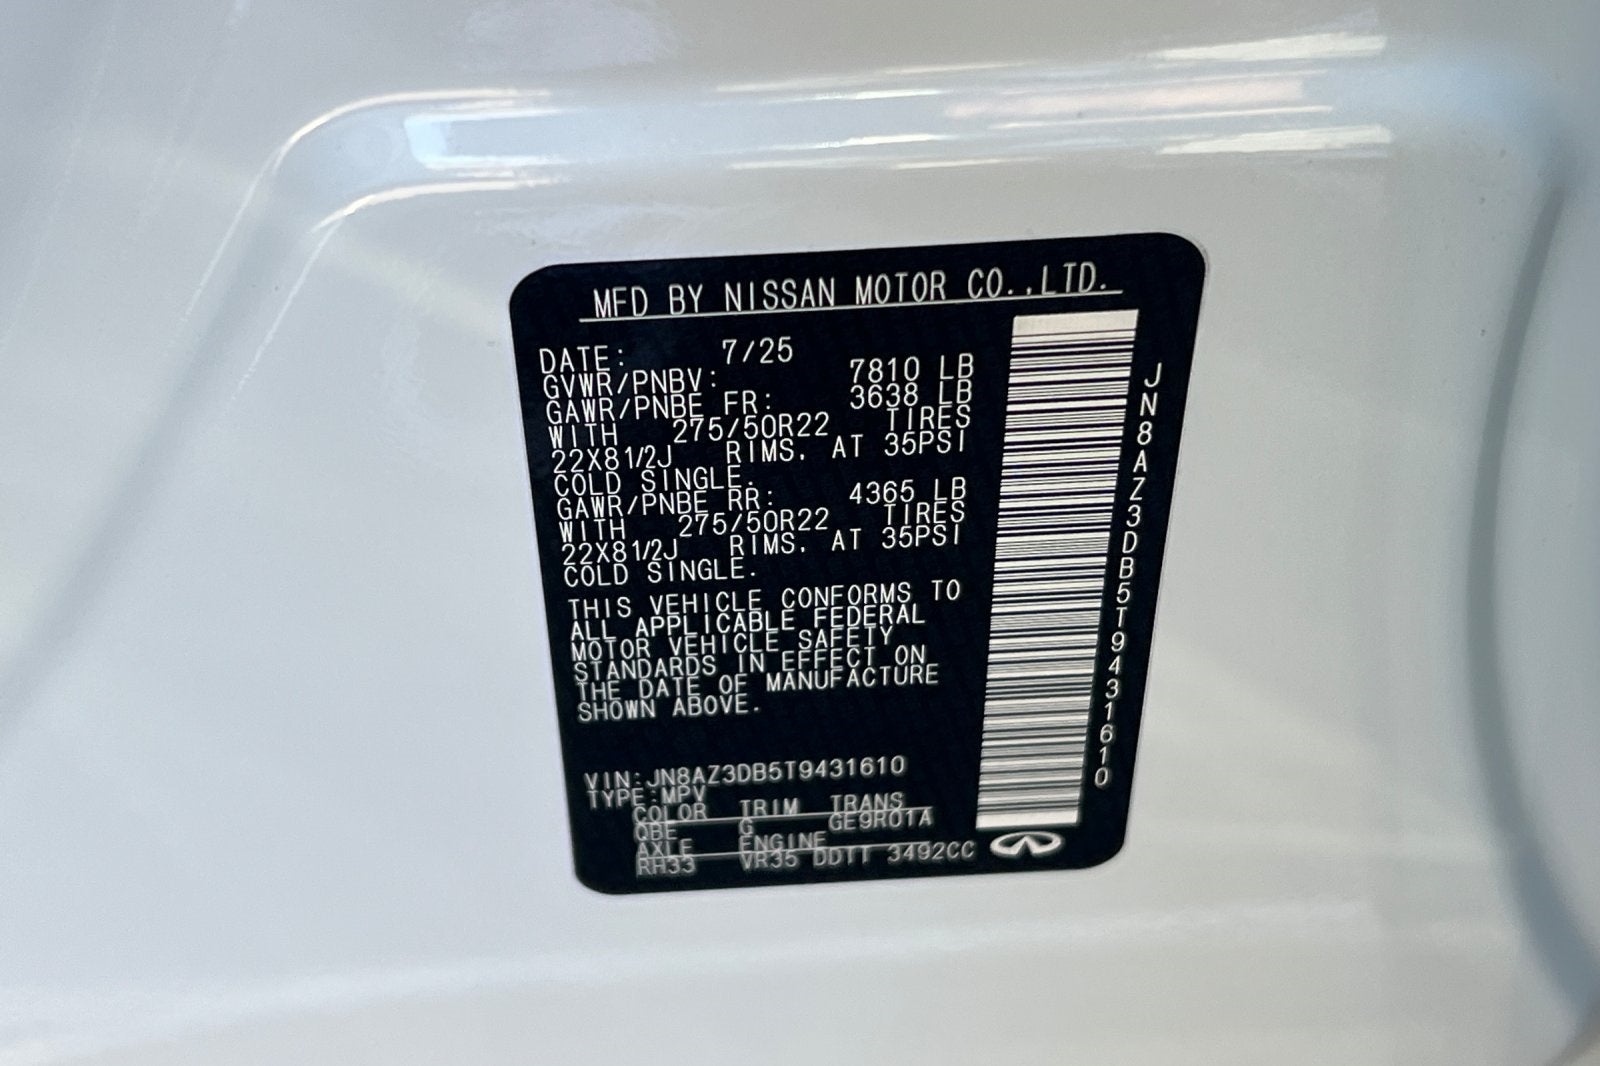 MFD BY NISSAN MOTOR CO.,LTD.
DATE: 7/25
GVWR/PNBV: 7810 LB
GAWR/PNBE FR: 3638 LB
WITH 275/50R22 TIRES
22X81/2J RIMS. AT 35PSI
COLD SINGLE.
GAWR/PNBE RR: 4365 LB
WITH 275/50R22 TIRES
22X81/2J RIMS. AT 35PSI
COLD SINGLE.
THIS VEHICLE CONFORMS TO
ALL APPLICABLE FEDERAL
MOTOR VEHICLE SAFETY
STANDARDS IN EFFECT ON
THE DATE OF MANUFACTURE
SHOWN ABOVE.
VIN:JN8AZ3DB5T9431610
TYPE:MPV
COLOR TRIM TRANS
QBE G GE9R01A
AXLE ENGINE
RH33 VR35 DDTT 3492CC
JN8AZ3DB5T9431610